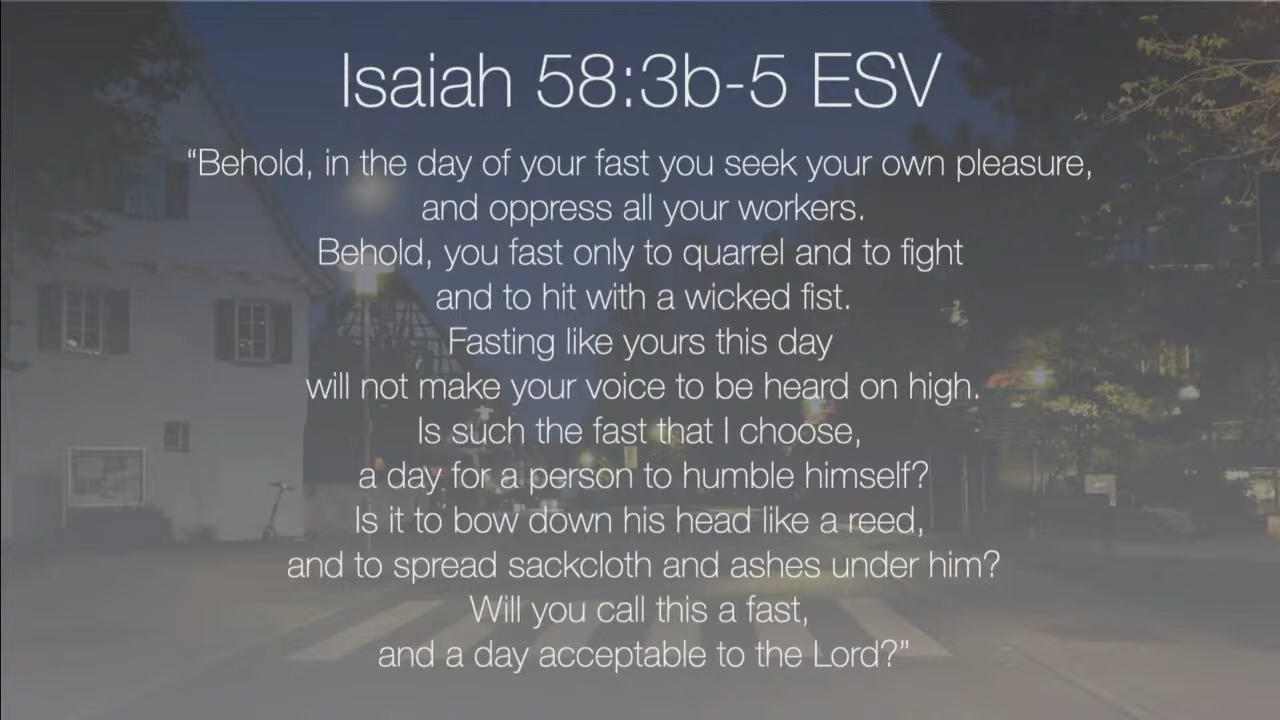 Isaiah 58:3b-5 ESV
“Behold, in the day of your fast you seek your own pleasure,
and oppress all your workers.
Behold, you fast only to quarrel and to fight
and to hit with a wicked fist.
Fasting like yours this day
will not make your voice to be heard on high.
Is such the fast that I choose,
a day for a person to humble himself?
Is it to bow down his head like a reed,
and to spread sackcloth and ashes under him?
Will you call this a fast,
and a day acceptable to the Lord?”